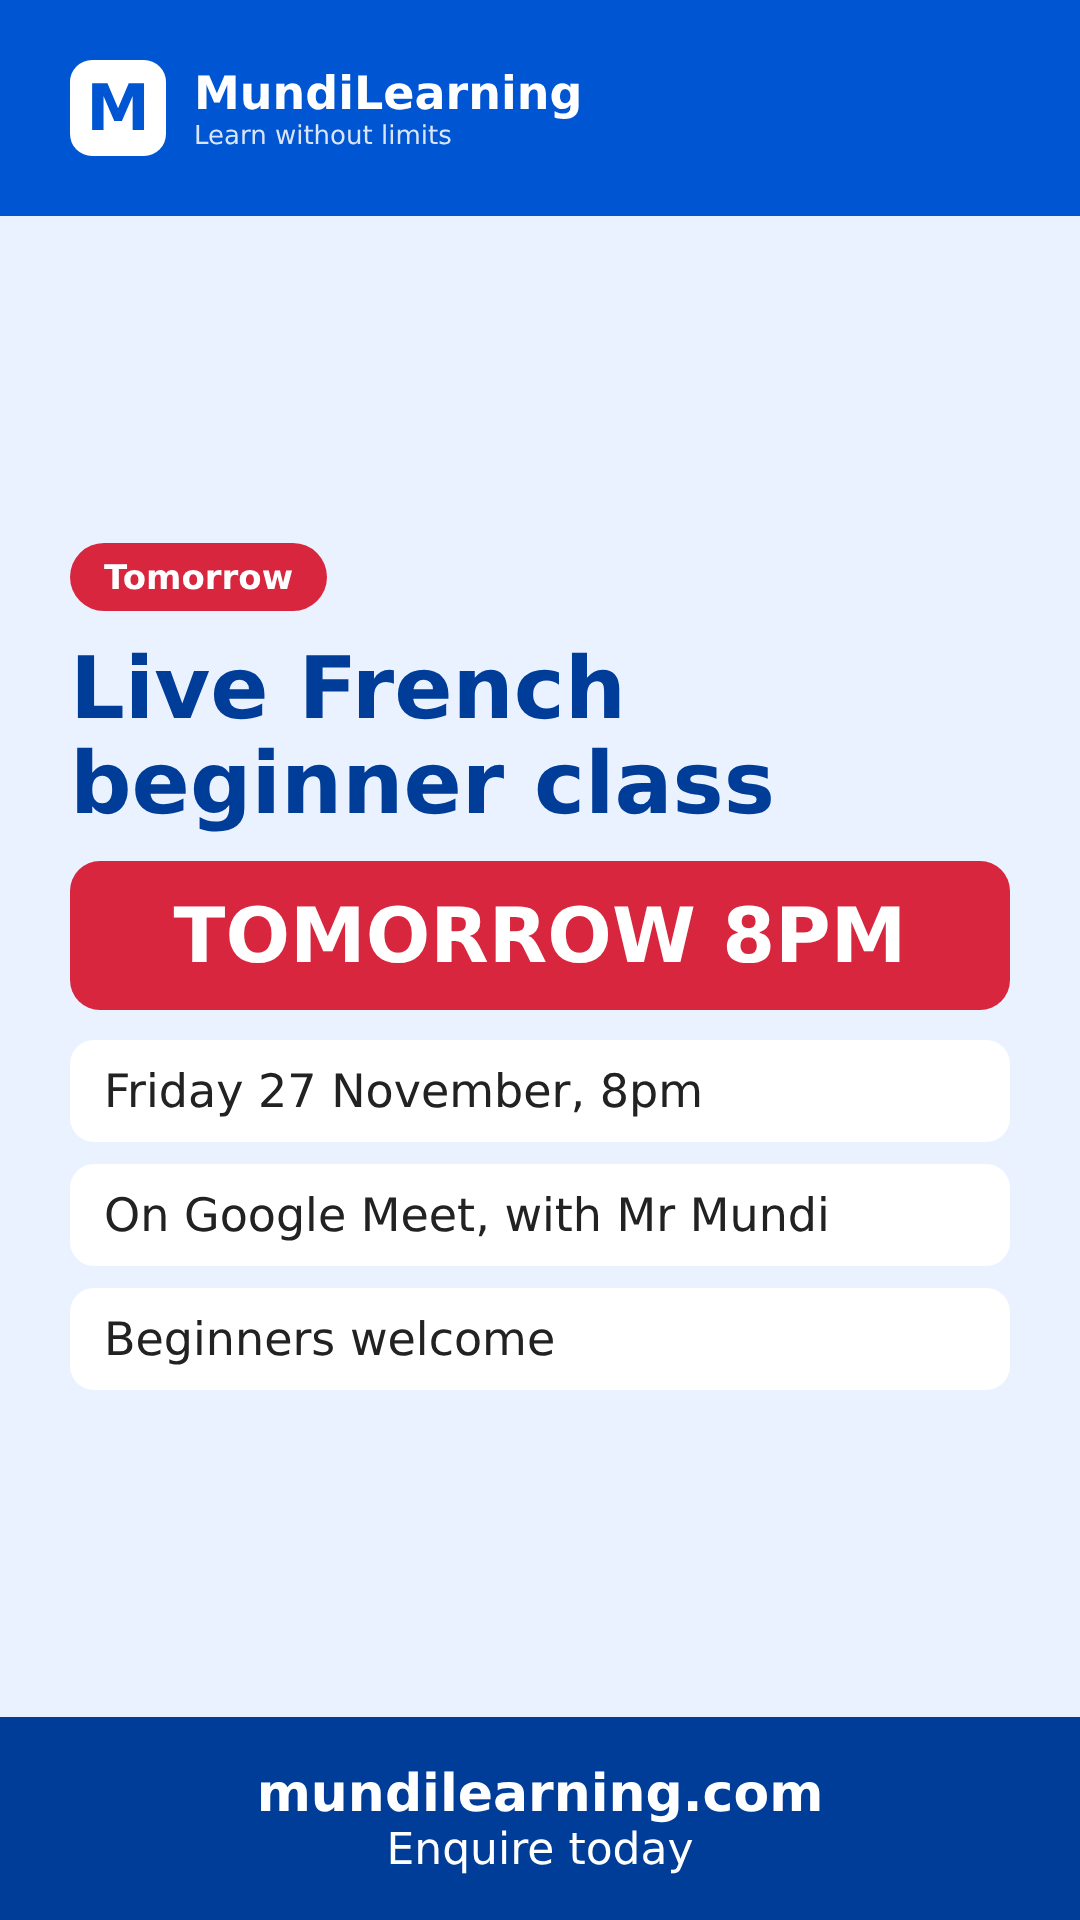 M
MundiLearning
Learn without limits
Tomorrow
Live French
beginner class
TOMORROW 8PM
Friday 27 November, 8pm
On Google Meet, with Mr Mundi
Beginners welcome
mundilearning.com
Enquire today